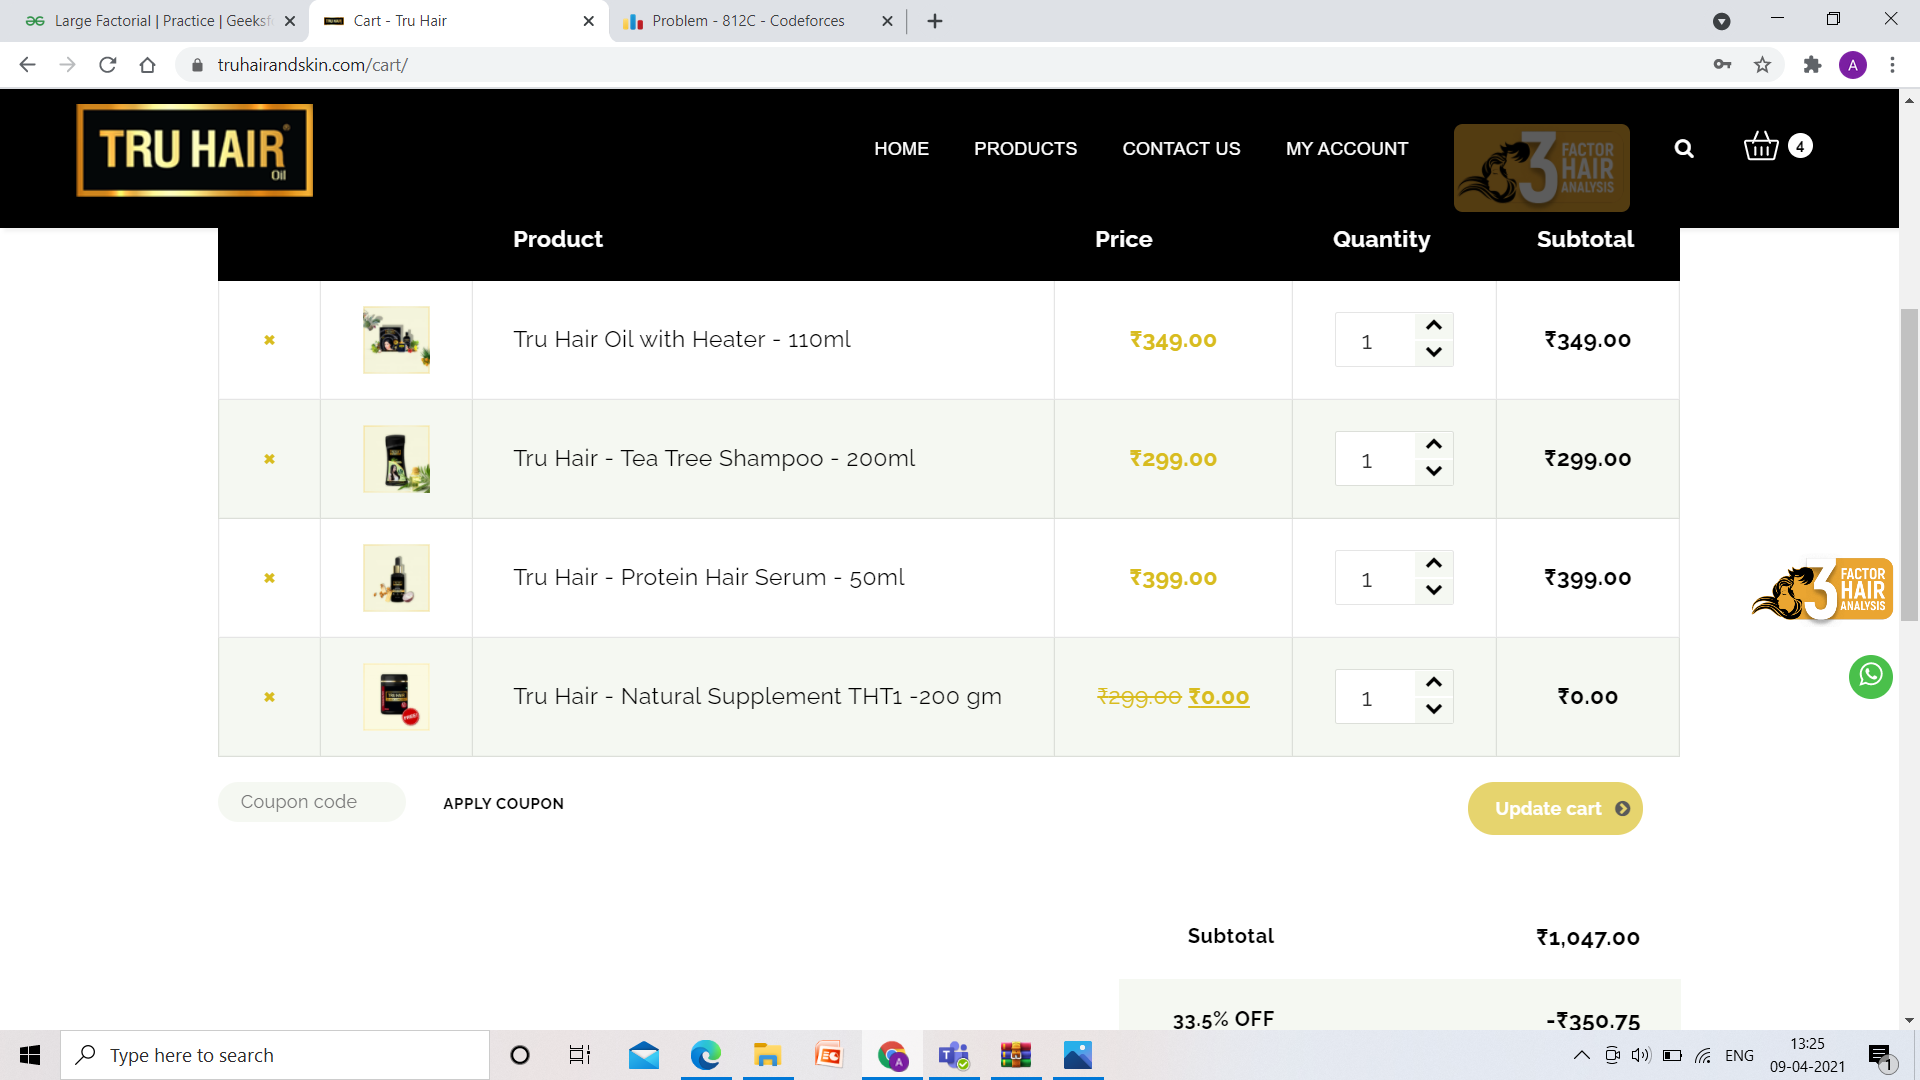 Large Factorial | Practice | Geeksf
Cart - Tru Hair
Problem - 812C - Codeforces
truhairandskin.com/cart/
A
TRU HAIR®
Oil
HOME
PRODUCTS
CONTACT US
MY ACCOUNT
3 FACTOR HAIR ANALYSIS
4
Product Price Quantity Subtotal
Tru Hair Oil with Heater - 110ml ₹349.00 1 ₹349.00
Tru Hair - Tea Tree Shampoo - 200ml ₹299.00 1 ₹299.00
Tru Hair - Protein Hair Serum - 50ml ₹399.00 1 ₹399.00
3 FACTOR HAIR ANALYSIS
Tru Hair - Natural Supplement THT1 -200 gm ₹299.00 ₹0.00 1 ₹0.00
Coupon code
APPLY COUPON
Update cart
Subtotal ₹1,047.00
33.5% OFF -₹350.75
Type here to search
ENG
13:25
09-04-2021
1